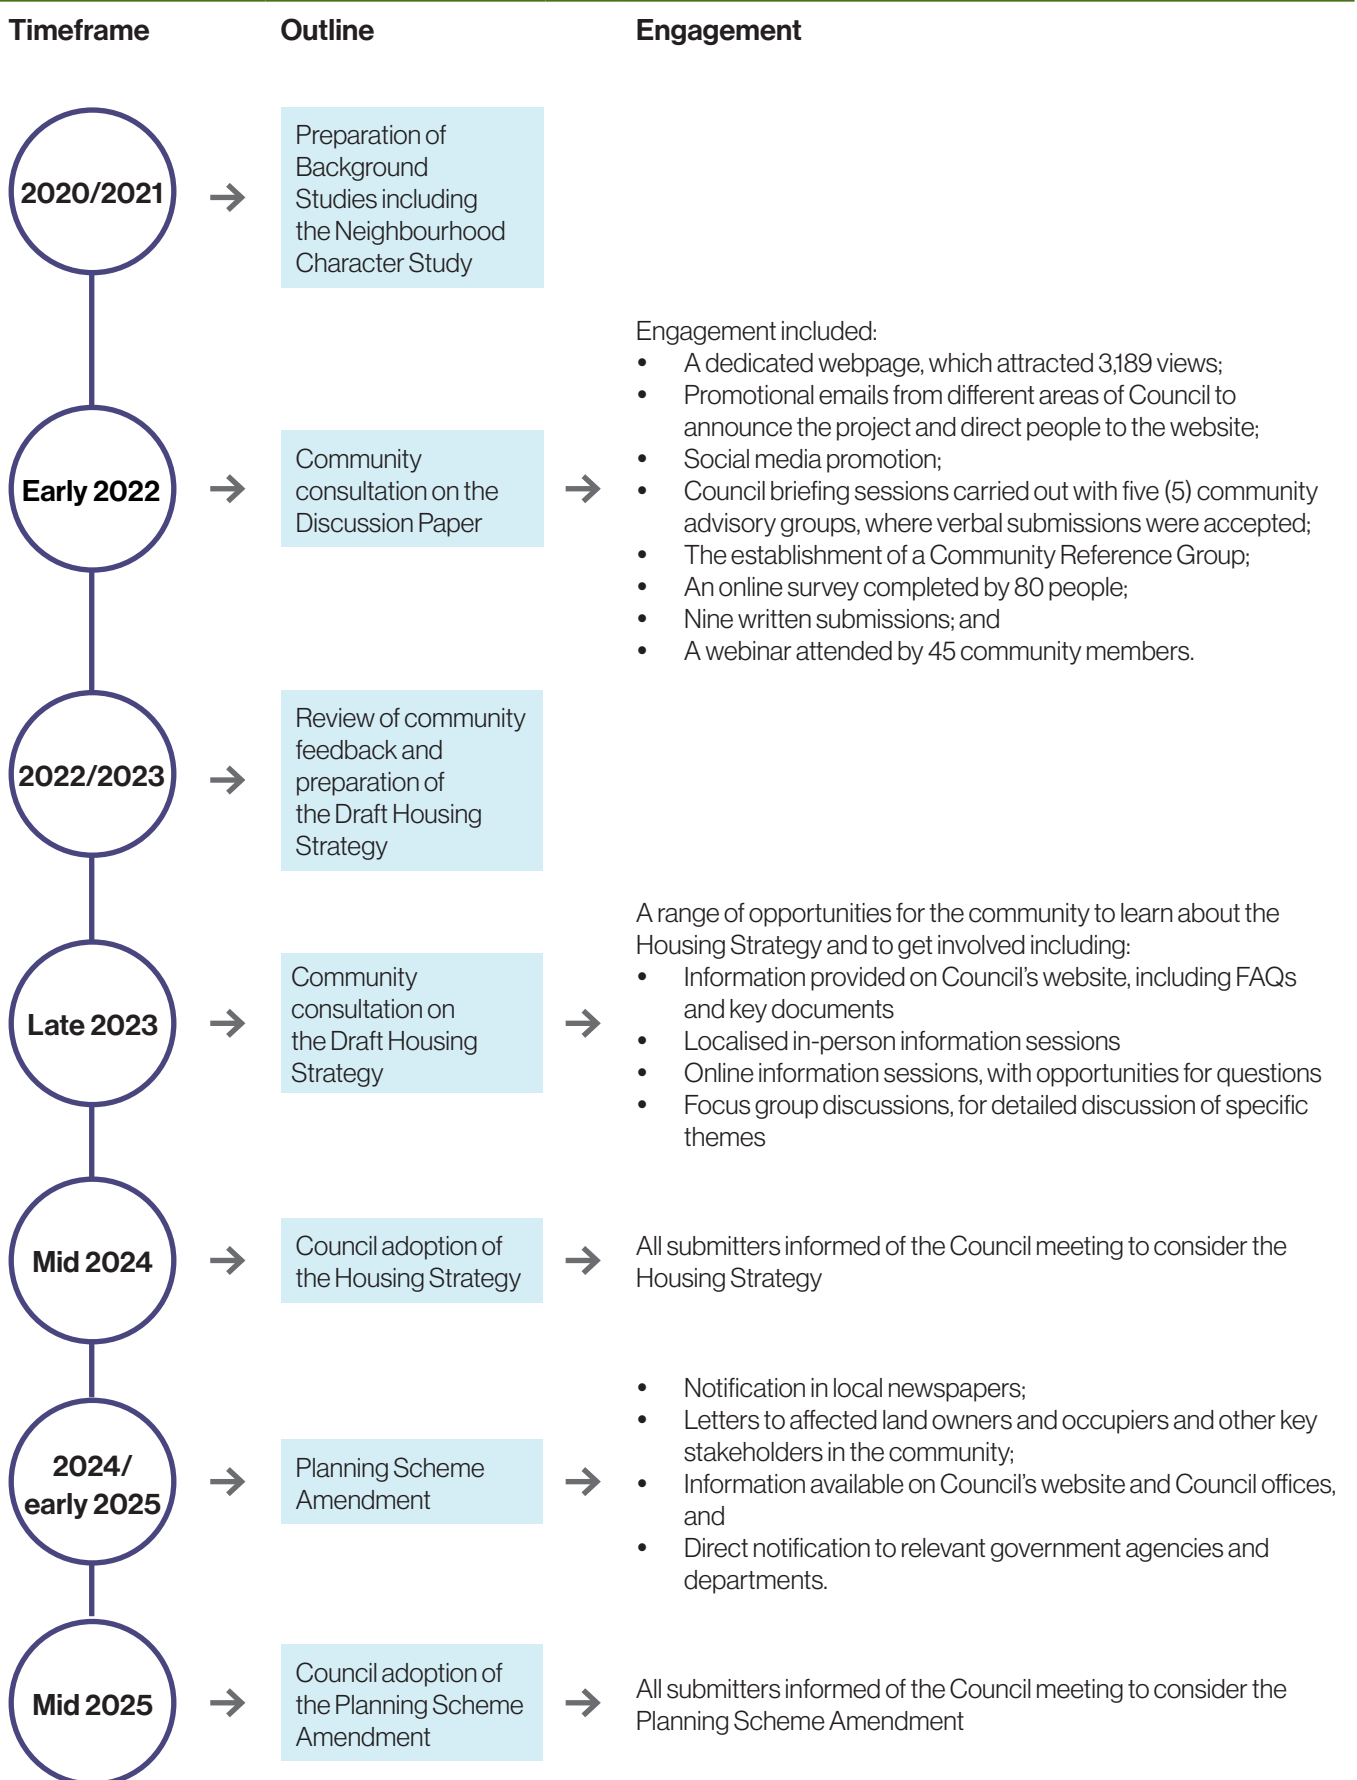 Timeframe
Outline
Engagement
2020/2021
Preparation of
Background
Studies including
the Neighbourhood
Character Study
Early 2022
Community
consultation on the
Discussion Paper
Engagement included:
• A dedicated webpage, which attracted 3,189 views;
• Promotional emails from different areas of Council to
announce the project and direct people to the website;
• Social media promotion;
• Council briefing sessions carried out with five (5) community
advisory groups, where verbal submissions were accepted;
• The establishment of a Community Reference Group;
• An online survey completed by 80 people;
• Nine written submissions; and
• A webinar attended by 45 community members.
2022/2023
Review of community
feedback and
preparation of
the Draft Housing
Strategy
Late 2023
Community
consultation on
the Draft Housing
Strategy
A range of opportunities for the community to learn about the
Housing Strategy and to get involved including:
• Information provided on Council's website, including FAQs
and key documents
• Localised in-person information sessions
• Online information sessions, with opportunities for questions
• Focus group discussions, for detailed discussion of specific
themes
Mid 2024
Council adoption of
the Housing Strategy
All submitters informed of the Council meeting to consider the
Housing Strategy
2024/
early 2025
Planning Scheme
Amendment
• Notification in local newspapers;
• Letters to affected land owners and occupiers and other key
stakeholders in the community;
• Information available on Council's website and Council offices,
and
• Direct notification to relevant government agencies and
departments.
Mid 2025
Council adoption of
the Planning Scheme
Amendment
All submitters informed of the Council meeting to consider the
Planning Scheme Amendment